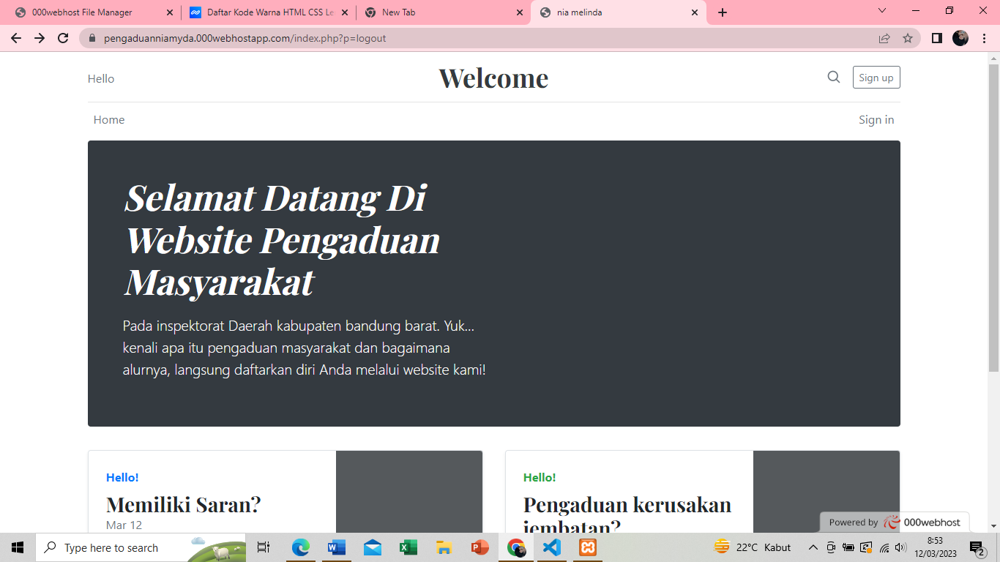 000webhost File Manager
Daftar Kode Warna HTML CSS Le
New Tab
nia melinda
pengaduanniamyda.000webhostapp.com/index.php?p=logout
Hello
Welcome
Sign up
Home
Sign in
Selamat Datang Di
Website Pengaduan
Masyarakat
Pada inspektorat Daerah kabupaten bandung barat. Yuk...
kenali apa itu pengaduan masyarakat dan bagaimana
alurnya, langsung daftarkan diri Anda melalui website kami!
Hello!
Memiliki Saran?
Mar 12
Hello!
Pengaduan kerusakan
jembatan?
Powered by 000webhost
Type here to search
22°C Kabut
8:53
12/03/2023
2